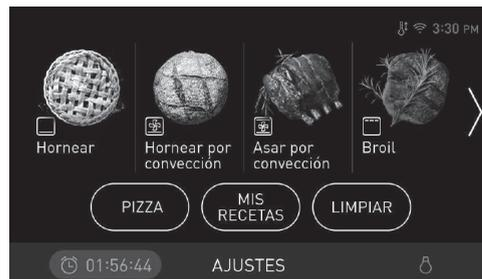 3:30 PM
Hornear
Hornear por
convección
Asar por
convección
Broil
PIZZA
MIS
RECETAS
LIMPIAR
01:56:44
AJUSTES